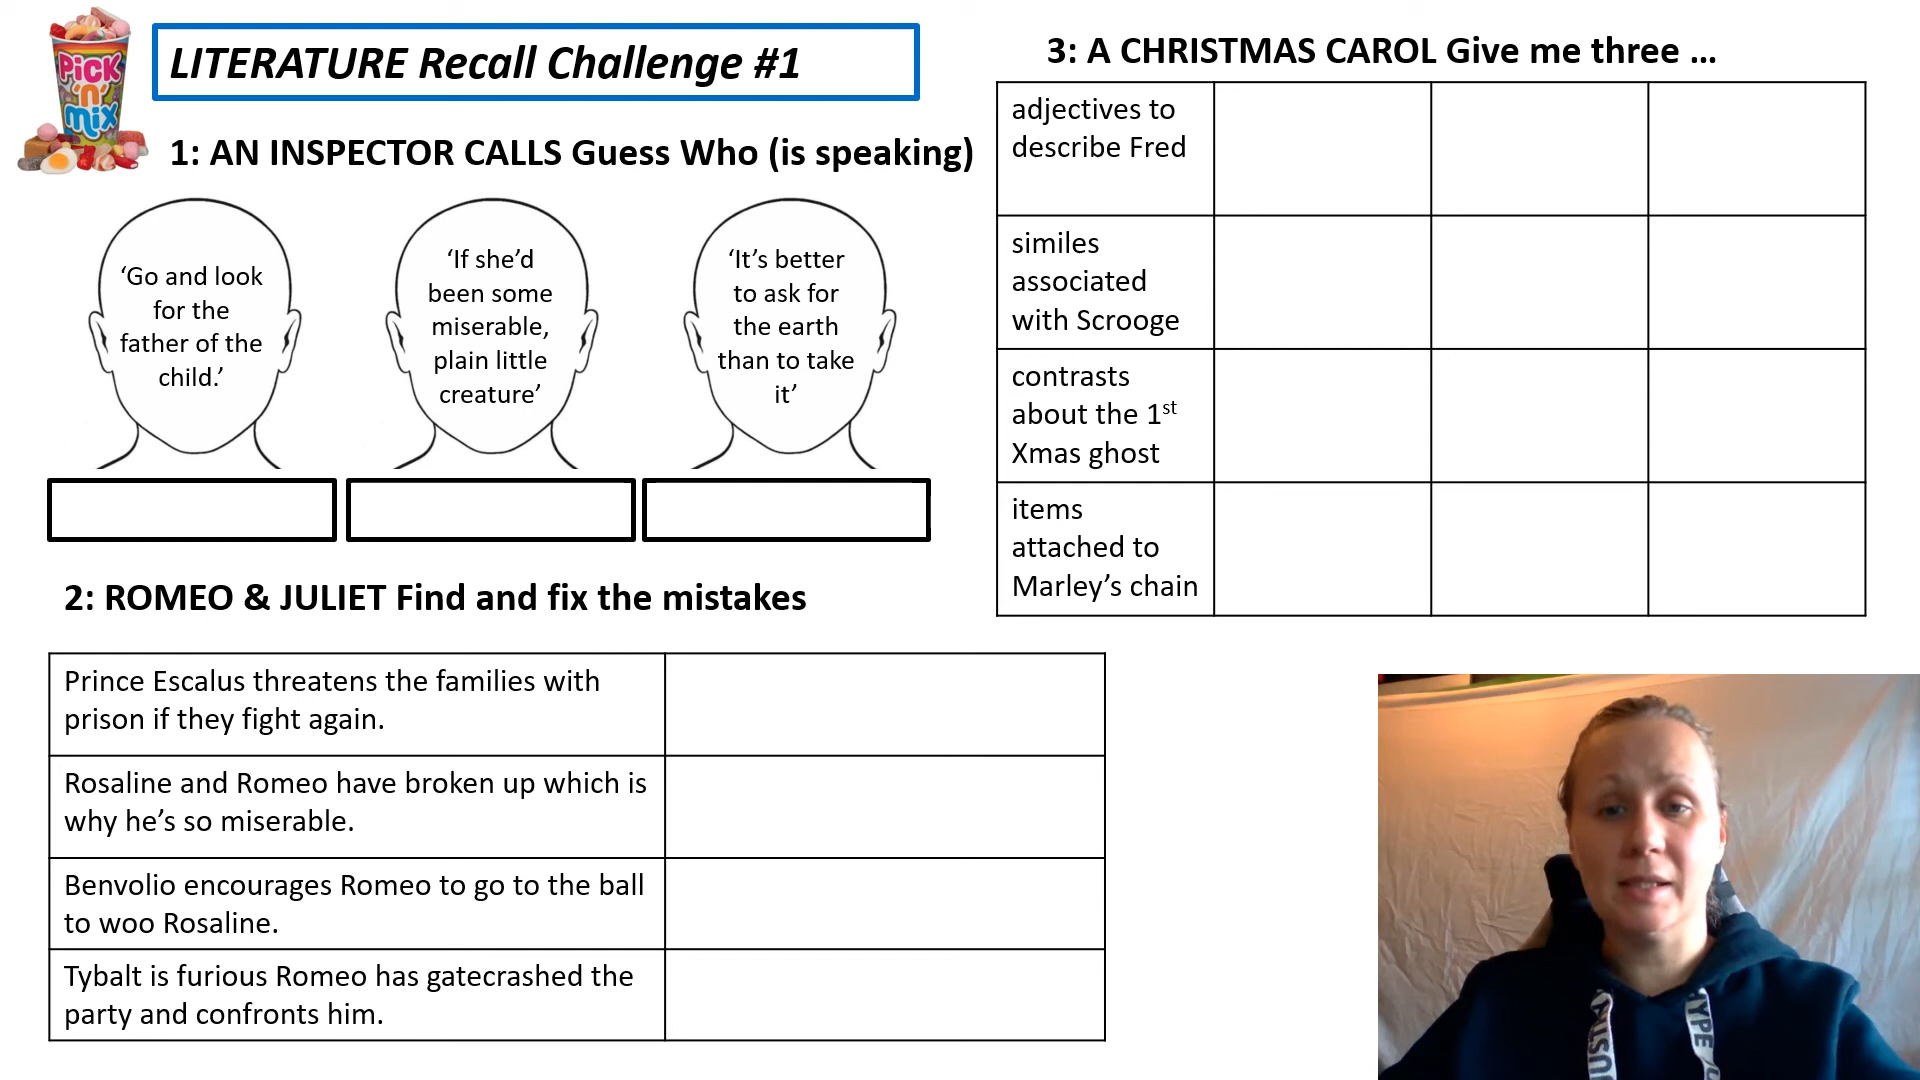 PiCK
'n'
mix
LITERATURE Recall Challenge #1
1: AN INSPECTOR CALLS Guess Who (is speaking)
‘Go and look
for the
father of the
child.’
‘If she’d
been some
miserable,
plain little
creature’
‘It’s better
to ask for
the earth
than to take
it’
2: ROMEO & JULIET Find and fix the mistakes
Prince Escalus threatens the families with
prison if they fight again.
Rosaline and Romeo have broken up which is
why he’s so miserable.
Benvolio encourages Romeo to go to the ball
to woo Rosaline.
Tybalt is furious Romeo has gatecrashed the
party and confronts him.
3: A CHRISTMAS CAROL Give me three ...
adjectives to
describe Fred
similes
associated
with Scrooge
contrasts
about the 1st
Xmas ghost
items
attached to
Marley’s chain